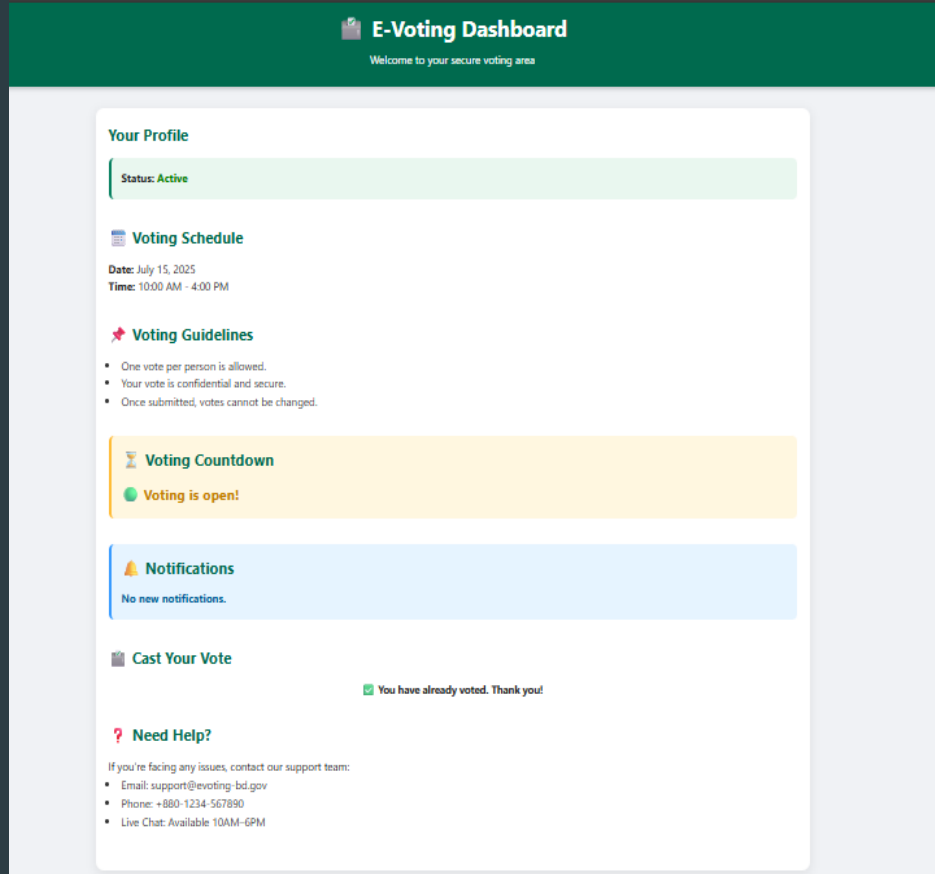 E-Voting Dashboard
Welcome to your secure voting area
Your Profile
Status: Active
Voting Schedule
Date: July 15, 2025
Time: 10:00 AM - 4:00 PM
Voting Guidelines
One vote per person is allowed.
Your vote is confidential and secure.
Once submitted, votes cannot be changed.
Voting Countdown
Voting is open!
Notifications
No new notifications.
Cast Your Vote
You have already voted. Thank you!
Need Help?
If you're facing any issues, contact our support team:
Email: support@evoting-bd.gov
Phone: +880-1234-567890
Live Chat: Available 10AM–6PM